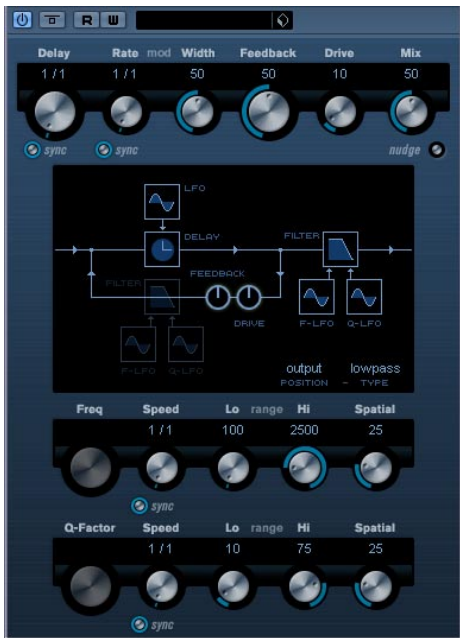 R W
Delay Rate mod Width Feedback Drive Mix
1 / 1 1 / 1 50 50 10 50
sync sync nudge
LFO
DELAY FILTER
FEEDBACK
FILTER
DRIVE F-LFO Q-LFO
F-LFO Q-LFO
output lowpass
POSITION – TYPE
Freq Speed Lo range Hi Spatial
1 / 1 100 2500 25
sync
Q-Factor Speed Lo range Hi Spatial
1 / 1 10 75 25
sync